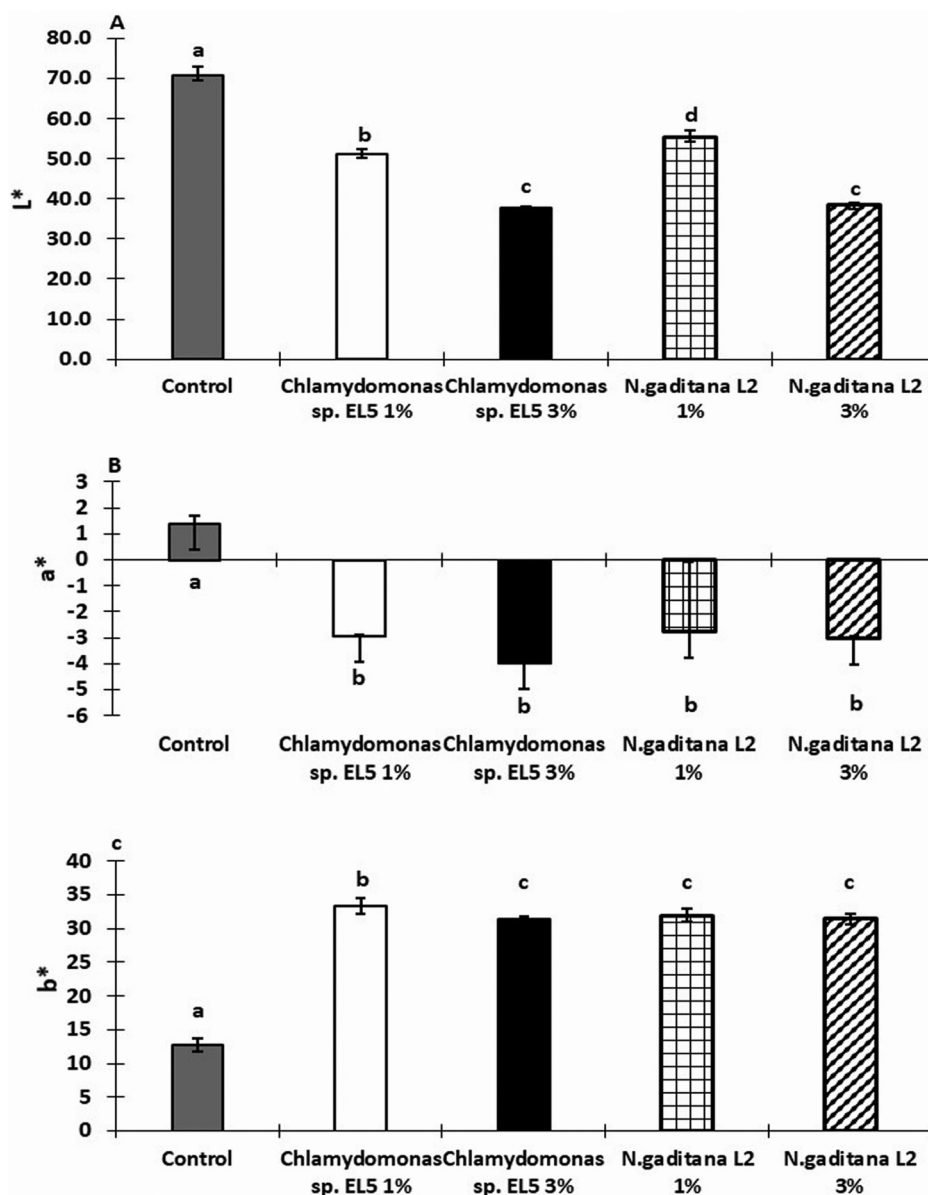 A
80.0
70.0
60.0
50.0
40.0
30.0
20.0
10.0
0.0
L*
a
b
c
d
c
Control
Chlamydomonas
sp. EL5 1%
Chlamydomonas
sp. EL5 3%
N.gaditana L2
1%
N.gaditana L2
3%
B
3
2
1
0
-1
-2
-3
-4
-5
-6
a*
a
b
b
b
b
Control
Chlamydomonas
sp. EL5 1%
Chlamydomonas
sp. EL5 3%
N.gaditana L2
1%
N.gaditana L2
3%
c
40
35
30
25
20
15
10
5
0
b*
a
b
c
c
c
Control
Chlamydomonas
sp. EL5 1%
Chlamydomonas
sp. EL5 3%
N.gaditana L2
1%
N.gaditana L2
3%